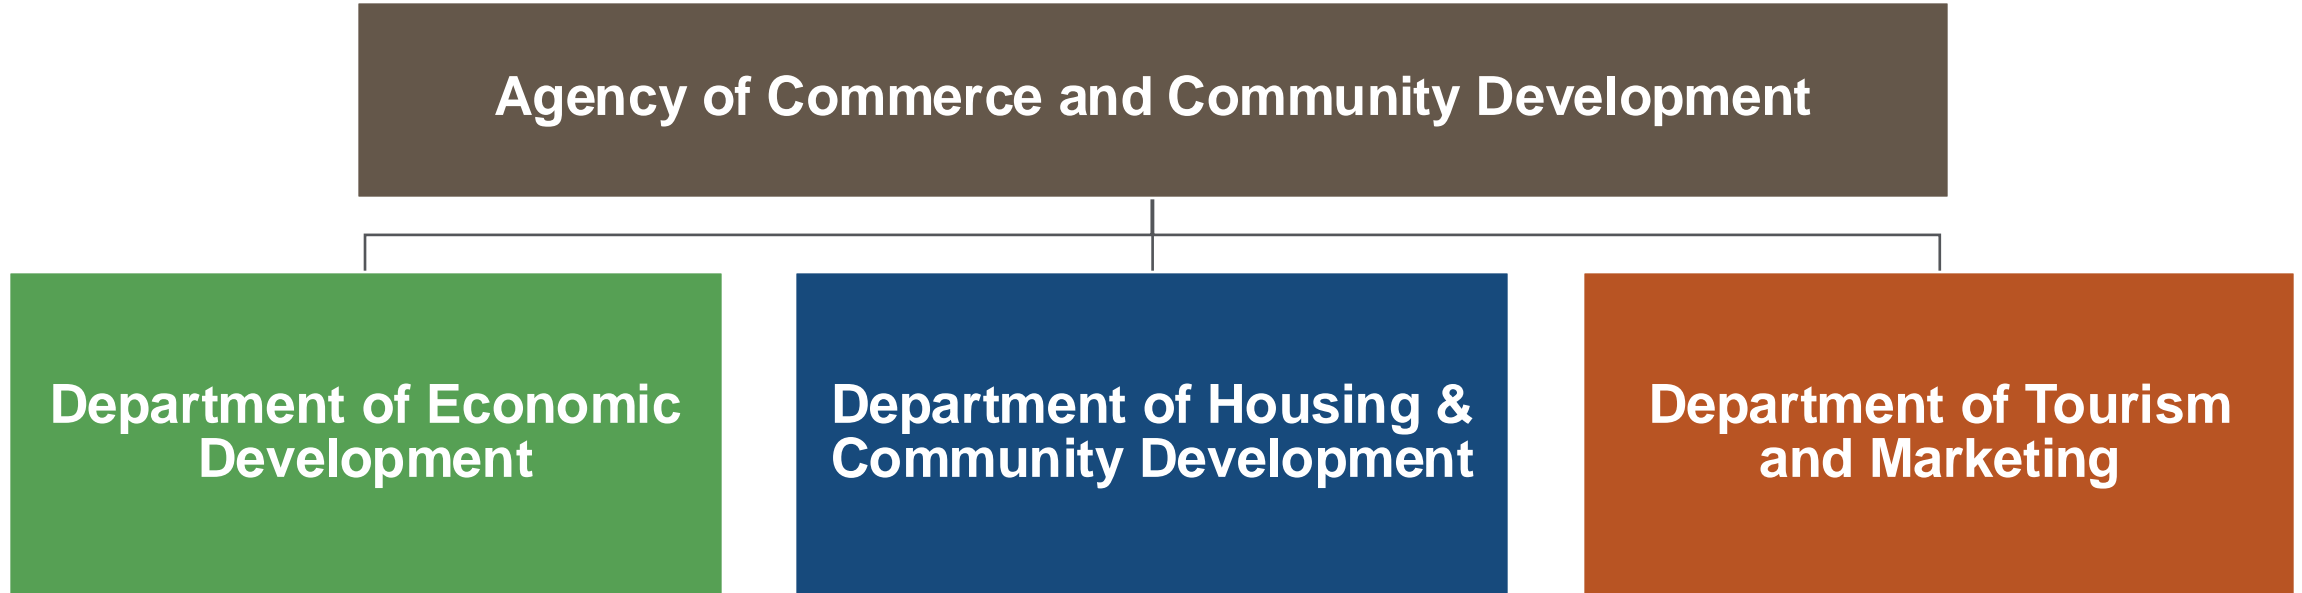 Agency of Commerce and Community Development
Department of Economic
Development
Department of Housing &
Community Development
Department of Tourism
and Marketing